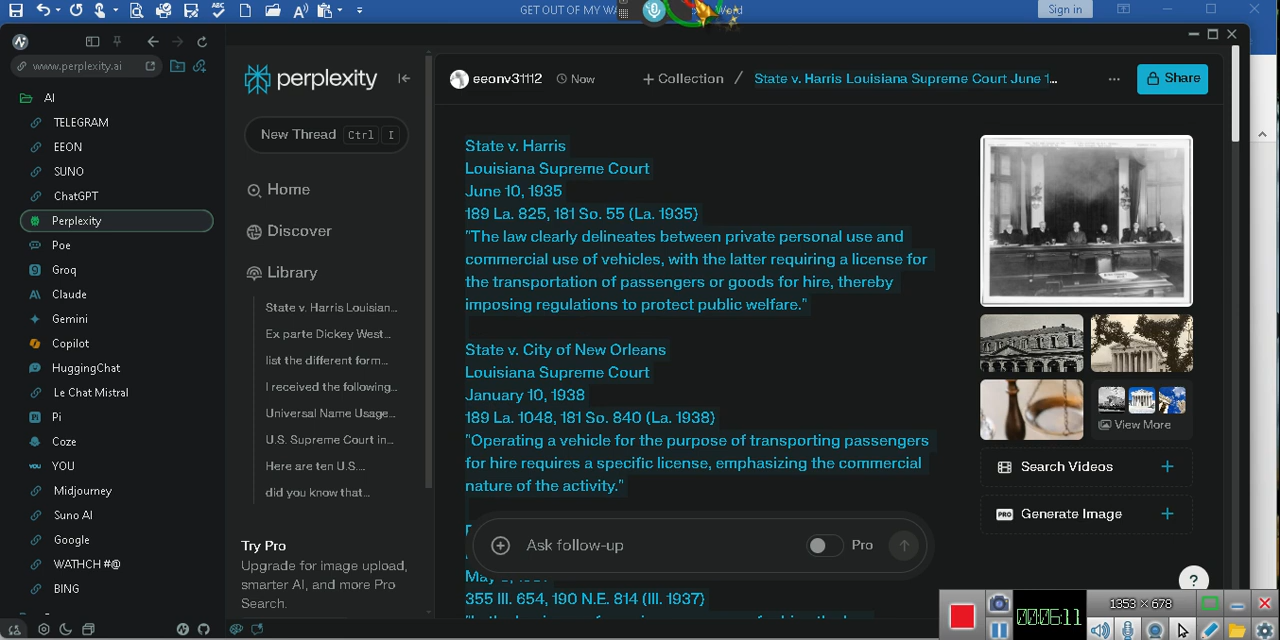 GET OUT OF MY WA
Word
Sign in
www.perplexity.ai
AI
TELEGRAM
EEON
SUNO
ChatGPT
Perplexity
Poe
Groq
Claude
Gemini
Copilot
HuggingChat
Le Chat Mistral
Pi
Coze
YOU
Midjourney
Suno AI
Google
WATHCH #@
BING
perplexity
New Thread Ctrl I
Home
Discover
Library
State v. Harris Louisian...
Ex parte Dickey West...
list the different form...
I received the following...
Universal Name Usage...
U.S. Supreme Court in...
Here are ten U.S....
did you know that...
Try Pro
Upgrade for image upload,
smarter AI, and more Pro
Search.
eeonv31112 Now + Collection / State v. Harris Louisiana Supreme Court June 1... ... Share
State v. Harris
Louisiana Supreme Court
June 10, 1935
189 La. 825, 181 So. 55 (La. 1935)
"The law clearly delineates between private personal use and
commercial use of vehicles, with the latter requiring a license for
the transportation of passengers or goods for hire, thereby
imposing regulations to protect public welfare."
State v. City of New Orleans
Louisiana Supreme Court
January 10, 1938
189 La. 1048, 181 So. 840 (La. 1938)
"Operating a vehicle for the purpose of transporting passengers
for hire requires a specific license, emphasizing the commercial
nature of the activity."
Ask follow-up Pro
355 Ill. 654, 190 N.E. 814 (Ill. 1937)
View More
Search Videos +
PRO Generate Image +
?
00:06:11
1353 × 678